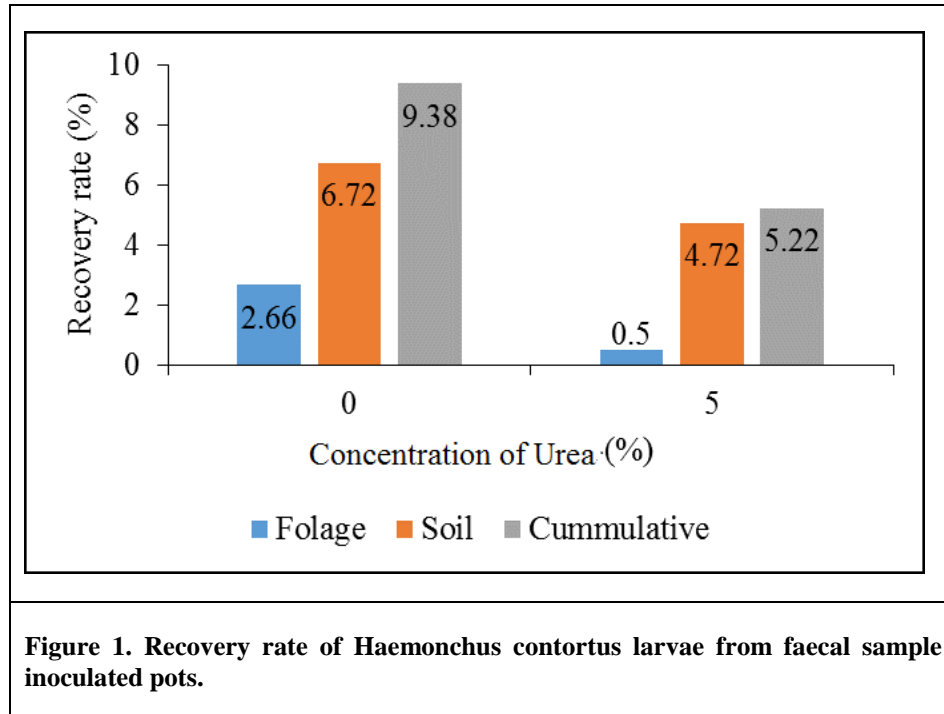 10
8
6
4
2
0
Recovery rate (%)
2.66
6.72
9.38
0.5
4.72
5.22
0
5
Concentration of Urea (%)
Folage
Soil
Cummulative
Figure 1. Recovery rate of Haemonchus contortus larvae from faecal sample
inoculated pots.